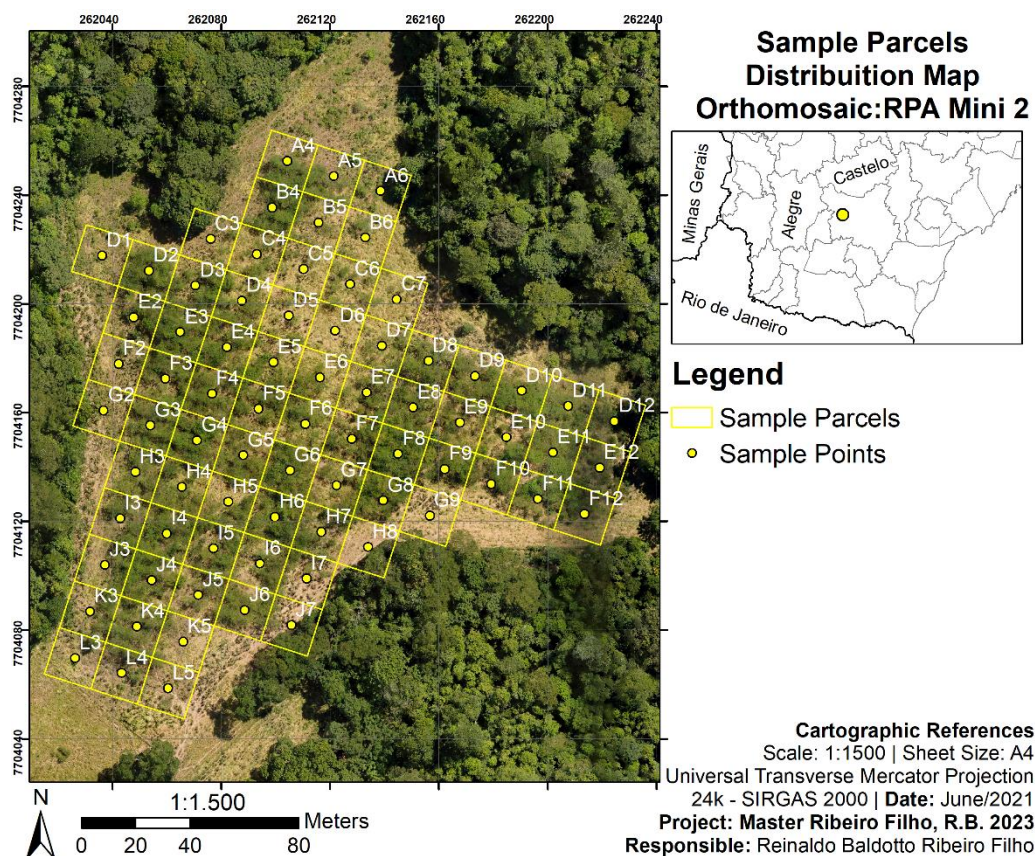 262040 262080 262120 262160 262200 262240
7704280
7704240
7704200
7704160
7704120
7704080
7704040
A4 A5 A6
B4 B5 B6
C3 C4 C5 C6 C7
D1 D2 D3 D4 D5 D6 D7 D8 D9 D10 D11 D12
E2 E3 E4 E5 E6 E7 E8 E9 E10 E11 E12
F2 F3 F4 F5 F6 F7 F8 F9 F10 F11 F12
G2 G3 G4 G5 G6 G7 G8 G9
H3 H4 H5 H6 H7 H8
I3 I4 I5 I6 I7
J3 J4 J5 J6 J7
K3 K4 K5
L3 L4 L5
N
1:1.500
Meters
0 20 40 80
Sample Parcels
Distribuition Map
Orthomosaic:RPA Mini 2
Minas Gerais
Alegre
Castelo
Rio de Janeiro
Legend
Sample Parcels
Sample Points
Cartographic References
Scale: 1:1500 | Sheet Size: A4
Universal Transverse Mercator Projection
24k - SIRGAS 2000 | Date: June/2021
Project: Master Ribeiro Filho, R.B. 2023
Responsible: Reinaldo Baldotto Ribeiro Filho